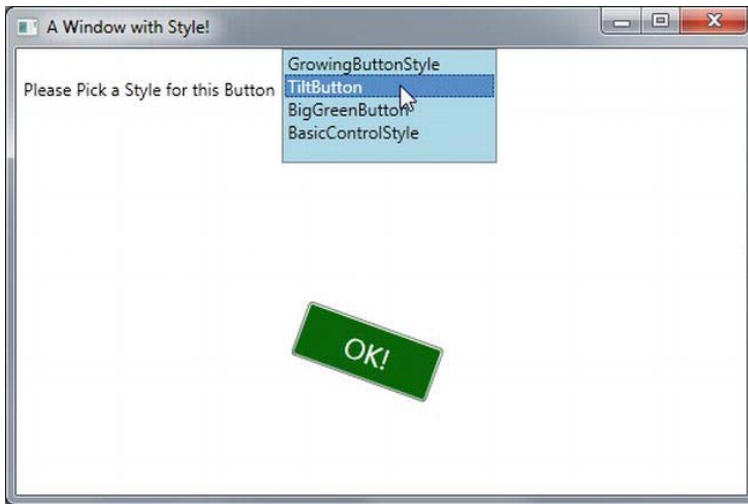 A Window with Style!
Please Pick a Style for this Button
GrowingButtonStyle
TiltButton
BigGreenButton
BasicControlStyle
OK!